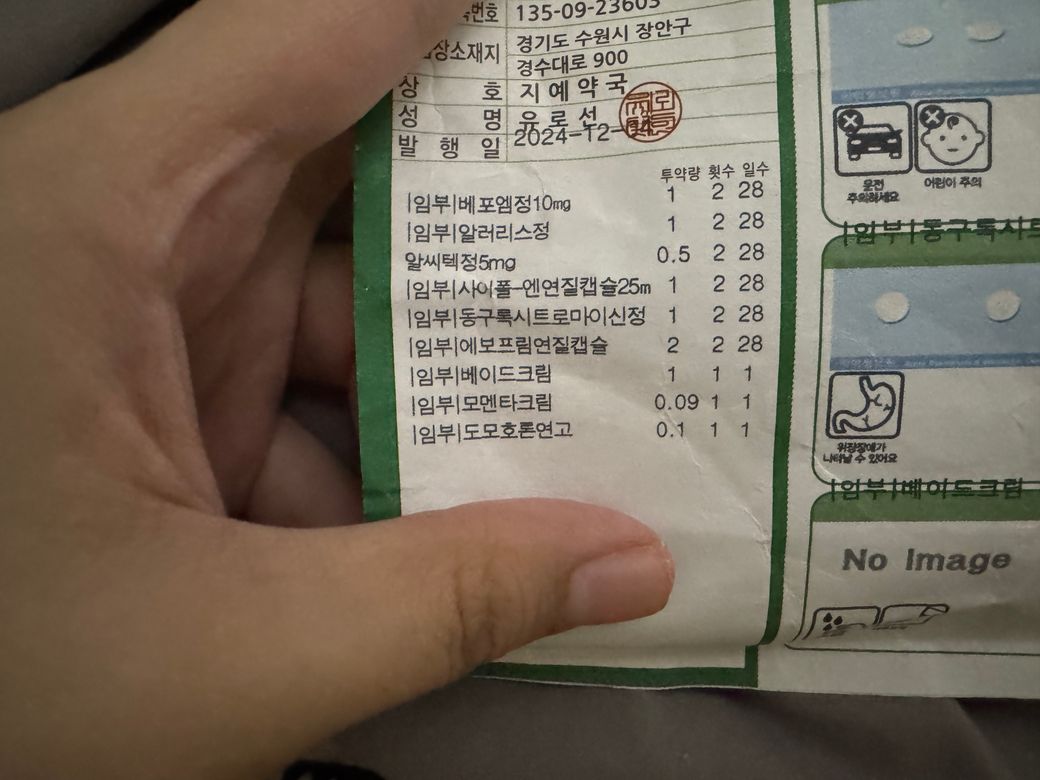 번호 135-09-23603
장소재지 경기도 수원시 장안구
경수대로 900
상 호 지예약국
성 명 유로선
발 행 일 2024-12-
투약량 횟수 일수
|임부|베포엠정10mg 1 2 28
|임부|알러리스정 1 2 28
알씨텍정5mg 0.5 2 28
|임부|사이폴-엔연질캡슐25m 1 2 28
|임부|동구록시트로마이신정 1 2 28
|임부|에보프림연질캡슐 2 2 28
|임부|베이드크림 1 1 1
|임부|모멘타크림 0.09 1 1
|임부|도모호론연고 0.1 1 1
운전
주의하세요
어린이 주의
|임부|동구록시트
위장장애가
나타날 수 있어요
|임부|베이드크림
No Image